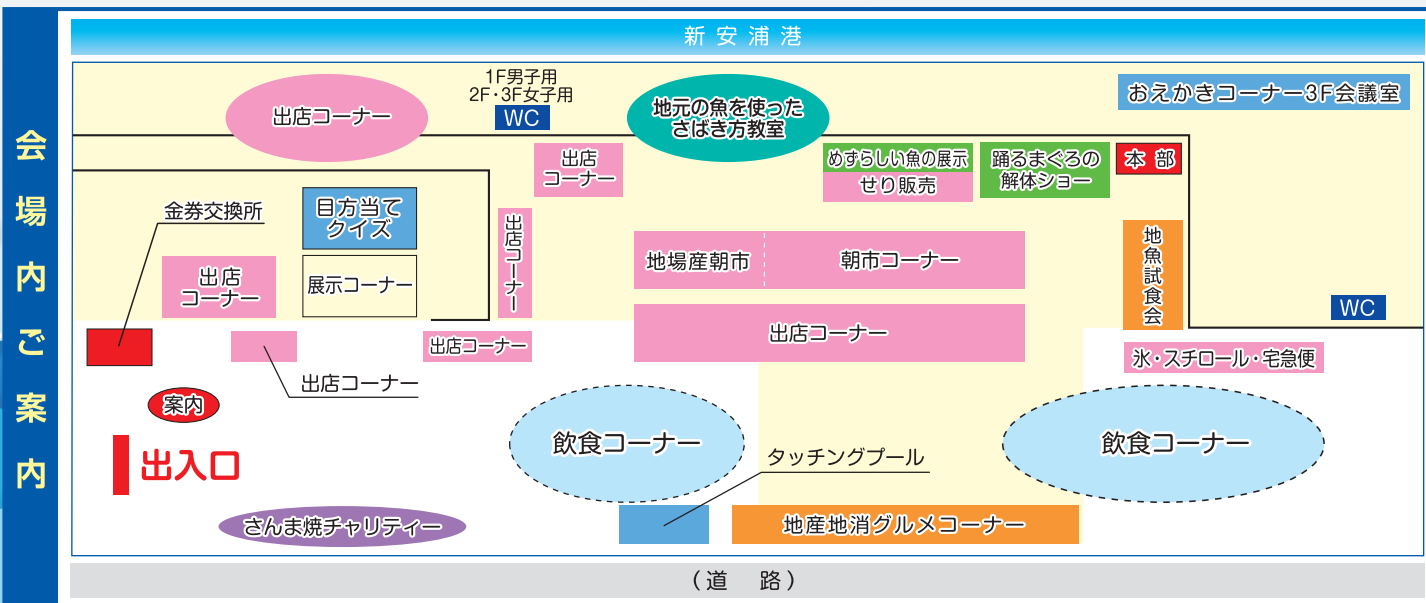 会場内ご案内
新安浦港
出店コーナー
1F男子用
2F・3F女子用
WC
地元の魚を使った
さばき方教室
おえかきコーナー3F会議室
出店
コーナー
めずらしい魚の展示
せり販売
踊るまぐろの
解体ショー
本部
金券交換所
目方当て
クイズ
出店コーナー
地場産朝市
朝市コーナー
地魚試食会
出店
コーナー
展示コーナー
WC
出店コーナー
出店コーナー
氷・スチロール・宅急便
出店コーナー
案内
飲食コーナー
飲食コーナー
出入口
タッチングプール
さんま焼チャリティー
地産地消グルメコーナー
(道 路)